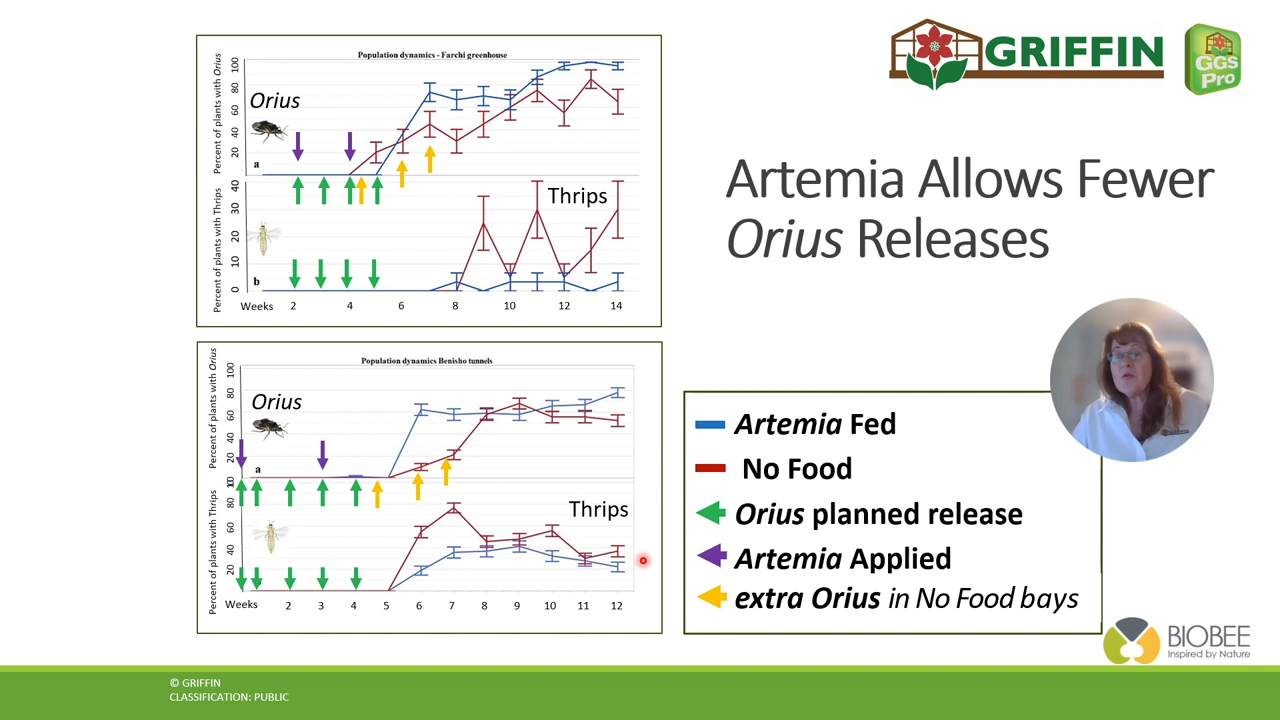 GRIFFIN
GGS
Pro
Artemia Allows Fewer
Orius Releases
Population dynamics - Farchi greenhouse
Percent of plants with Orius
100
80
60
40
20
Orius
a
Percent of plants with Thrips
40
30
20
10
0
Thrips
b
Weeks 2 4 6 8 10 12 14
Population dynamics Benisho tunnels
Percent of plants with Orius
100
80
60
40
20
Orius
a
Percent of plants with Thrips
80
60
40
20
Thrips
Weeks 2 3 4 5 6 7 8 9 10 11 12
Artemia Fed
No Food
Orius planned release
Artemia Applied
extra Orius in No Food bays
BIOBEE
Inspired by Nature
© GRIFFIN
CLASSIFICATION: PUBLIC